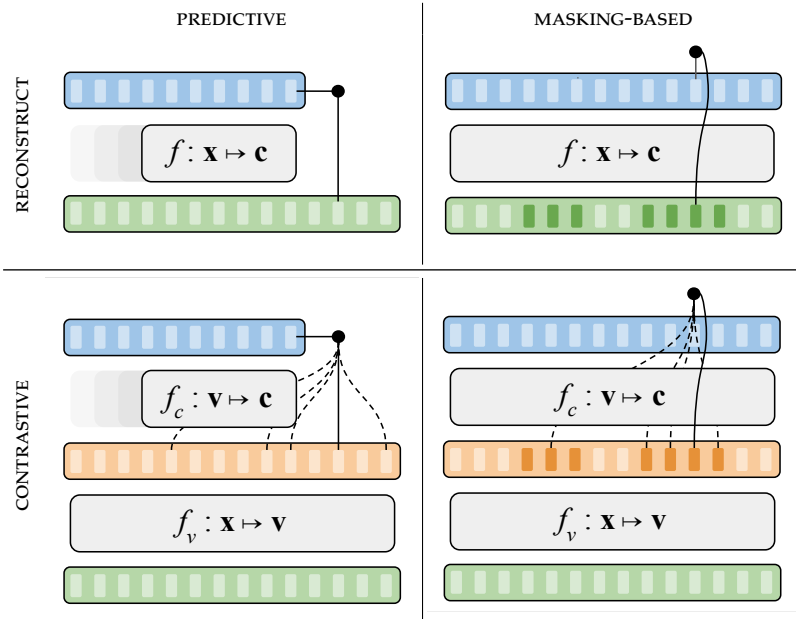 PREDICTIVE
MASKING-BASED
RECONSTRUCT
f : x ↦ c
f : x ↦ c
CONTRASTIVE
f_c : v ↦ c
f_c : v ↦ c
f_v : x ↦ v
f_v : x ↦ v